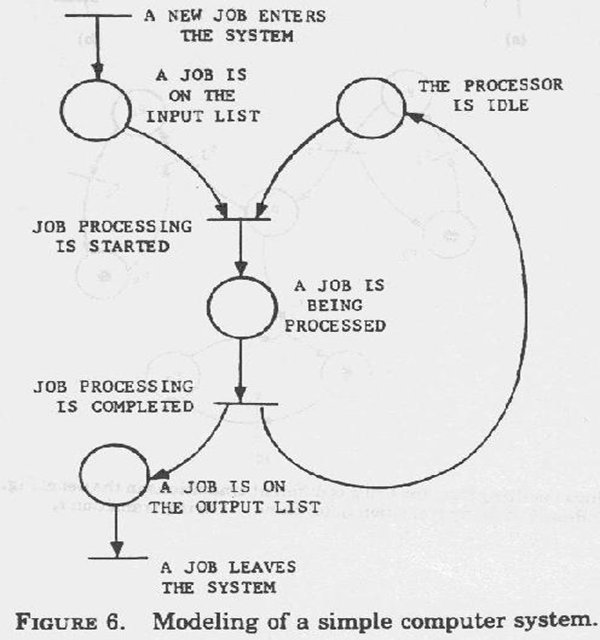 A NEW JOB ENTERS
THE SYSTEM
A JOB IS
ON THE
INPUT LIST
THE PROCESSOR
IS IDLE
JOB PROCESSING
IS STARTED
A JOB IS
BEING
PROCESSED
JOB PROCESSING
IS COMPLETED
A JOB IS ON
THE OUTPUT LIST
A JOB LEAVES
THE SYSTEM
FIGURE 6. Modeling of a simple computer system.